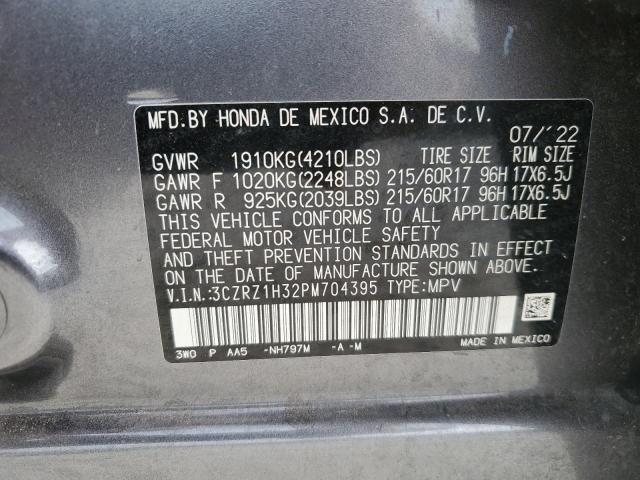 MFD.BY HONDA DE MEXICO S.A. DE C.V.
07/'22
GVWR 1910KG(4210LBS) TIRE SIZE RIM SIZE
GAWR F 1020KG(2248LBS) 215/60R17 96H 17X6.5J
GAWR R 925KG(2039LBS) 215/60R17 96H 17X6.5J
THIS VEHICLE CONFORMS TO ALL APPLICABLE
FEDERAL MOTOR VEHICLE SAFETY
AND THEFT PREVENTION STANDARDS IN EFFECT
ON THE DATE OF MANUFACTURE SHOWN ABOVE.
V.I.N.:3CZRZ1H32PM704395 TYPE:MPV
3WO P AA5 -NH797M -A -M
MADE IN MEXICO